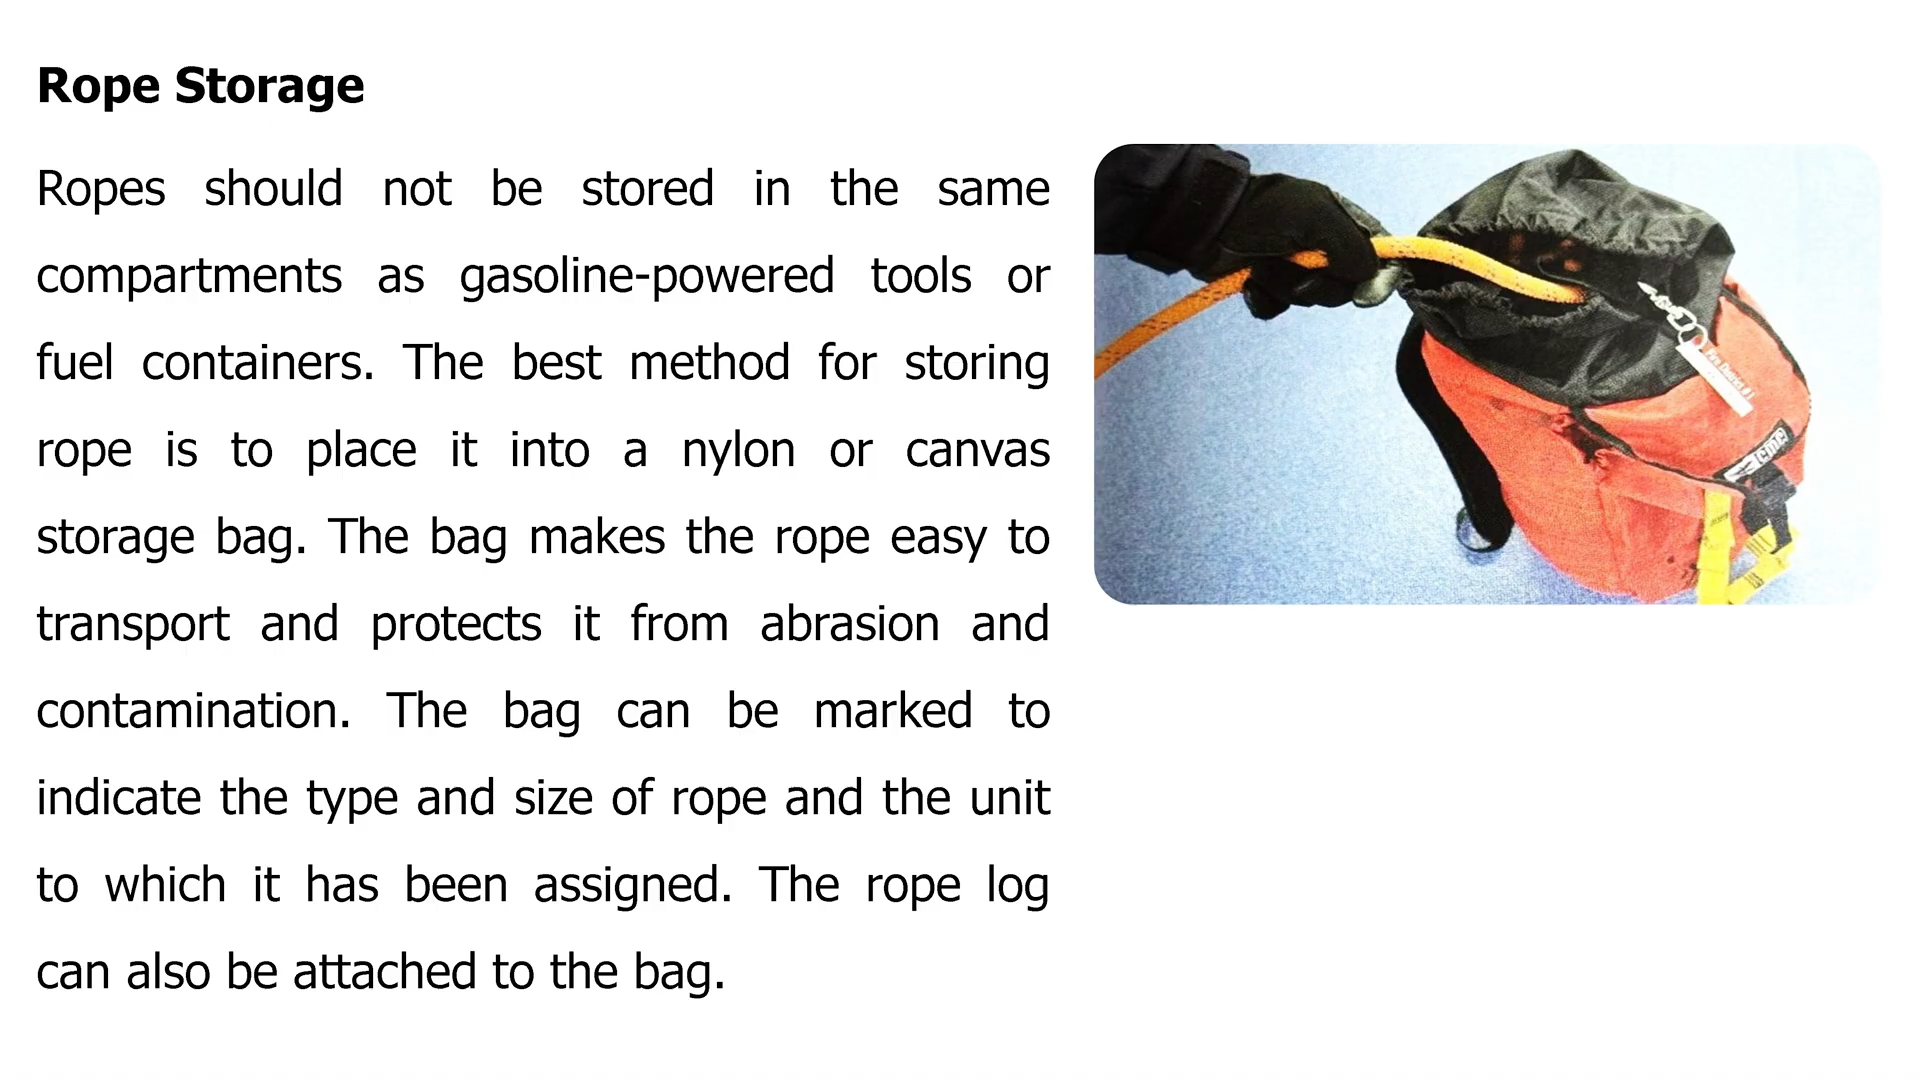 Rope Storage
Ropes should not be stored in the same
compartments as gasoline-powered tools or
fuel containers. The best method for storing
rope is to place it into a nylon or canvas
storage bag. The bag makes the rope easy to
transport and protects it from abrasion and
contamination. The bag can be marked to
indicate the type and size of rope and the unit
to which it has been assigned. The rope log
can also be attached to the bag.
cmc